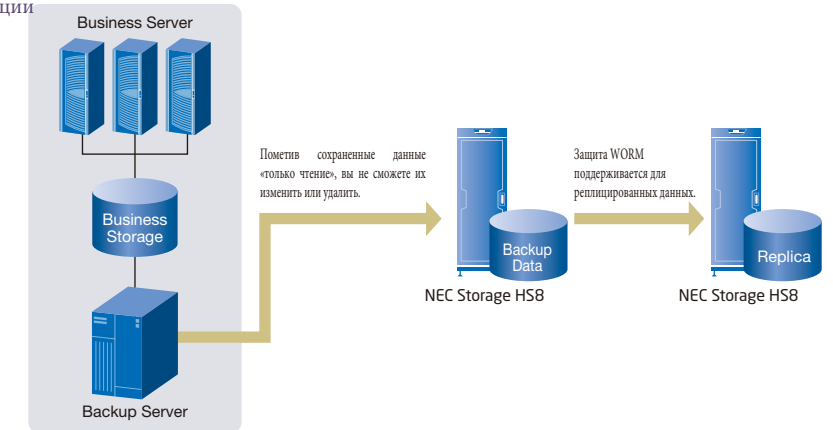 ции
Business Server
Пометив сохраненные данные
«только чтение», вы не сможете их
изменить или удалить.
Защита WORM
поддерживается для
реплицированных данных.
Business
Storage
Backup
Data
Replica
NEC Storage HS8
NEC Storage HS8
Backup Server